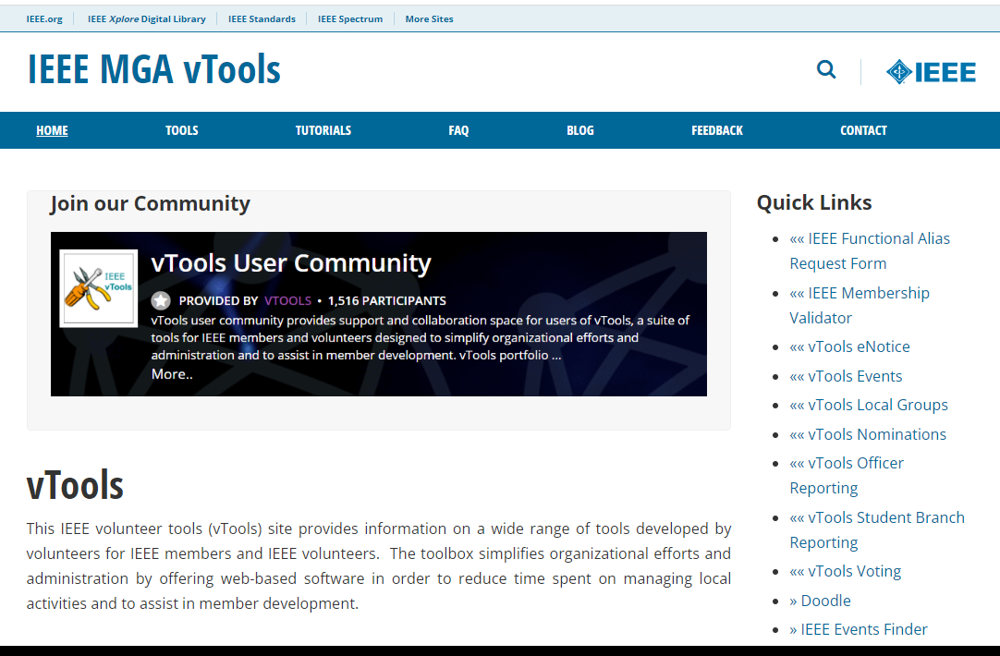 IEEE.org
IEEE Xplore Digital Library
IEEE Standards
IEEE Spectrum
More Sites
IEEE MGA vTools
IEEE
HOME
TOOLS
TUTORIALS
FAQ
BLOG
FEEDBACK
CONTACT
Join our Community
IEEE
vTools
vTools User Community
PROVIDED BY VTOOLS • 1,516 PARTICIPANTS
vTools user community provides support and collaboration space for users of vTools, a suite of
tools for IEEE members and volunteers designed to simplify organizational efforts and
administration and to assist in member development. vTools portfolio ...
More..
vTools
This IEEE volunteer tools (vTools) site provides information on a wide range of tools developed by
volunteers for IEEE members and IEEE volunteers. The toolbox simplifies organizational efforts and
administration by offering web-based software in order to reduce time spent on managing local
activities and to assist in member development.
Quick Links
«« IEEE Functional Alias
Request Form
«« IEEE Membership
Validator
«« vTools eNotice
«« vTools Events
«« vTools Local Groups
«« vTools Nominations
«« vTools Officer
Reporting
«« vTools Student Branch
Reporting
«« vTools Voting
» Doodle
» IEEE Events Finder